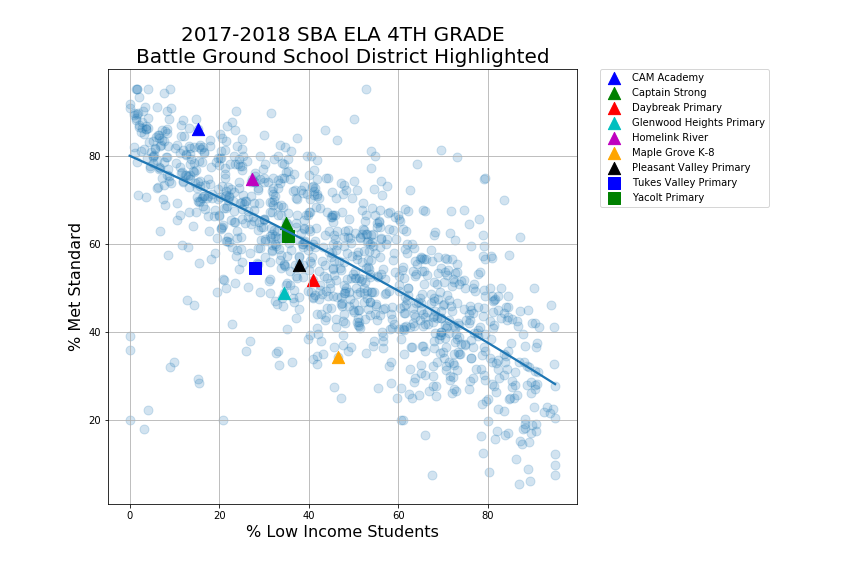 2017-2018 SBA ELA 4TH GRADE
Battle Ground School District Highlighted
% Met Standard
80
60
40
20
0
20
40
60
80
% Low Income Students
CAM Academy
Captain Strong
Daybreak Primary
Glenwood Heights Primary
Homelink River
Maple Grove K-8
Pleasant Valley Primary
Tukes Valley Primary
Yacolt Primary